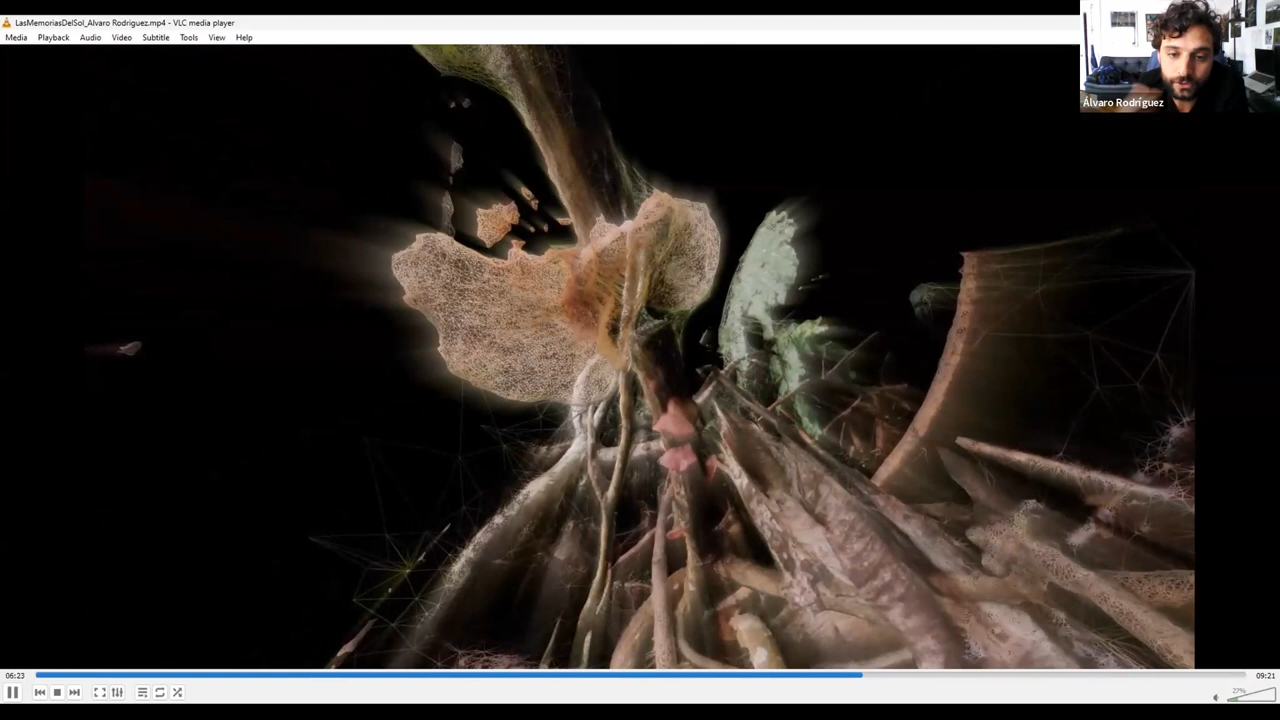 LasMemoriasDelSol_Alvaro Rodriguez.mp4 - VLC media player
Media Playback Audio Video Subtitle Tools View Help
Álvaro Rodríguez
06:23 09:21
27%